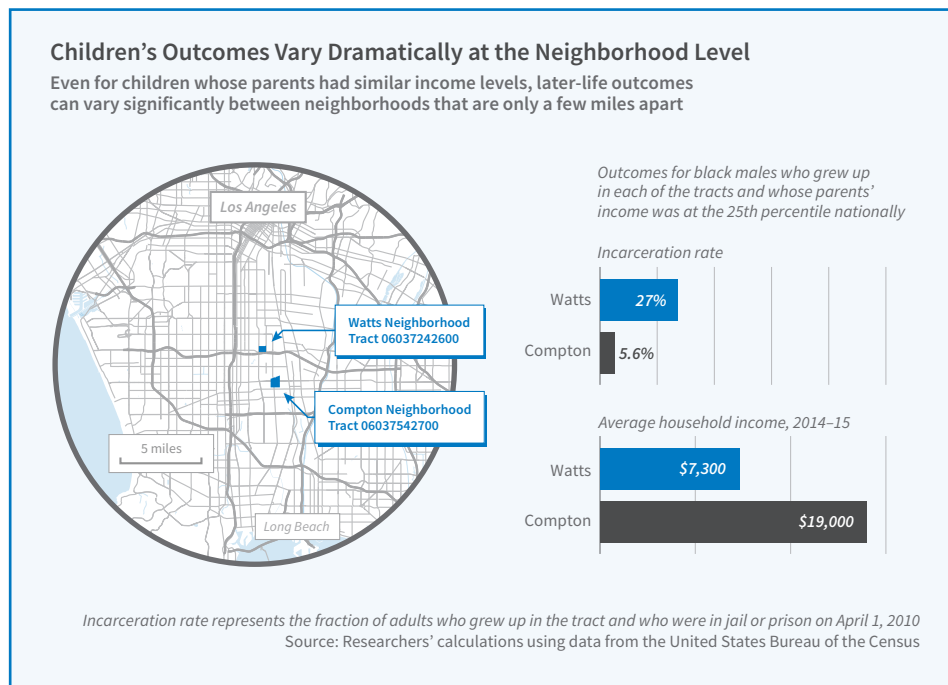 Children’s Outcomes Vary Dramatically at the Neighborhood Level
Even for children whose parents had similar income levels, later-life outcomes
can vary significantly between neighborhoods that are only a few miles apart
Los Angeles
Watts Neighborhood
Tract 06037242600
Compton Neighborhood
Tract 06037542700
5 miles
Long Beach
Outcomes for black males who grew up
in each of the tracts and whose parents’
income was at the 25th percentile nationally
Incarceration rate
Watts 27%
Compton 5.6%
Average household income, 2014–15
Watts $7,300
Compton $19,000
Incarceration rate represents the fraction of adults who grew up in the tract and who were in jail or prison on April 1, 2010
Source: Researchers’ calculations using data from the United States Bureau of the Census